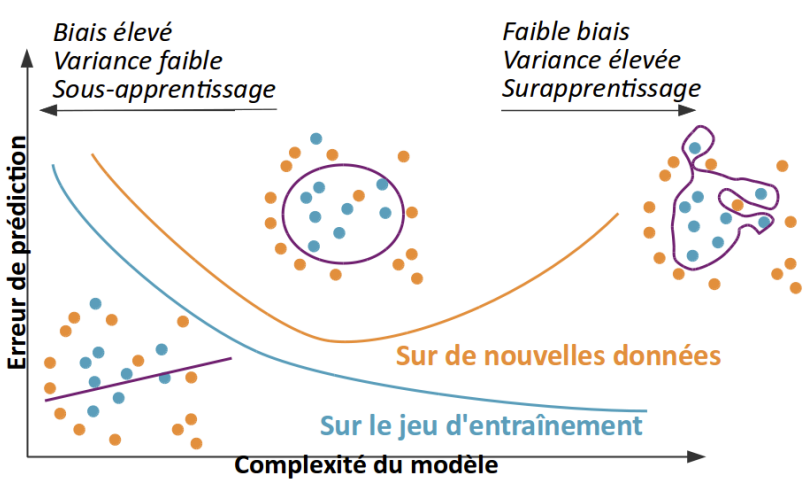 Biais élevé
Variance faible
Sous-apprentissage
Faible biais
Variance élevée
Surapprentissage
Erreur de prédiction
Sur de nouvelles données
Sur le jeu d'entraînement
Complexité du modèle